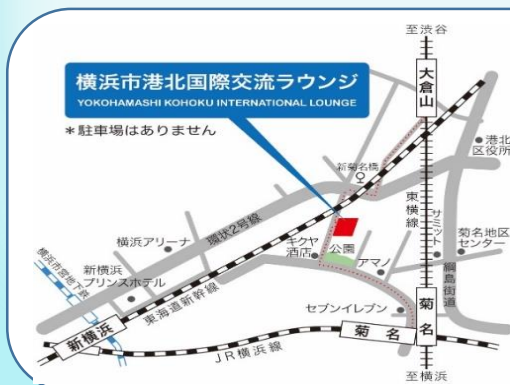 至渋谷
横浜市港北国際交流ラウンジ
YOKOHAMASHI KOHOKU INTERNATIONAL LOUNGE
大倉山
＊駐車場はありません
港北
区役所
新菊名橋
環状2号線
東横線
横浜アリーナ
サミット
菊名地区
センター
キクヤ
酒店
公園
アマノ
綱島街道
横浜市営地下鉄
新横浜
プリンスホテル
東海道新幹線
セブンイレブン
新横浜
菊名
菊名
JR横浜線
至横浜